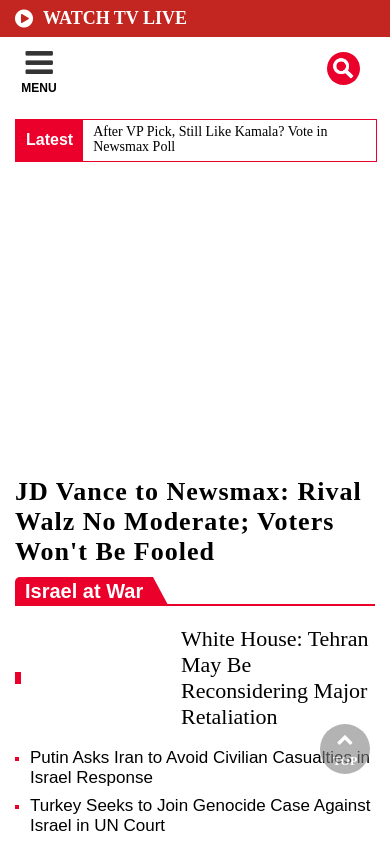 WATCH TV LIVE
MENU
Latest
After VP Pick, Still Like Kamala? Vote in
Newsmax Poll
JD Vance to Newsmax: Rival
Walz No Moderate; Voters
Won't Be Fooled
Israel at War
White House: Tehran
May Be
Reconsidering Major
Retaliation
Putin Asks Iran to Avoid Civilian Casualties in
Israel Response
TOP
Turkey Seeks to Join Genocide Case Against
Israel in UN Court